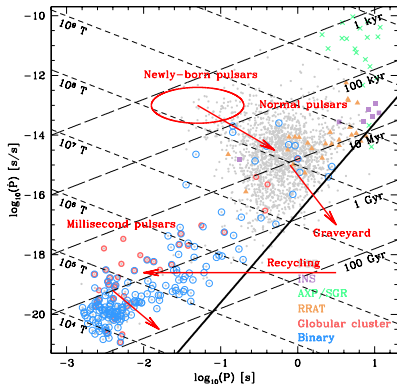 log₁₀(Ṗ) [s/s]
−10
−12
−14
−16
−18
−20
10⁹ T
10⁸ T
10⁷ T
10⁵ T
10⁴ T
1 kyr
100 kyr
10 Myr
1 Gyr
100 Gyr
Newly−born pulsars
Normal pulsars
Millisecond pulsars
Graveyard
Recycling
INS
AXP/SGR
RRAT
Globular cluster
Binary
−3
−2
−1
0
1
log₁₀(P) [s]